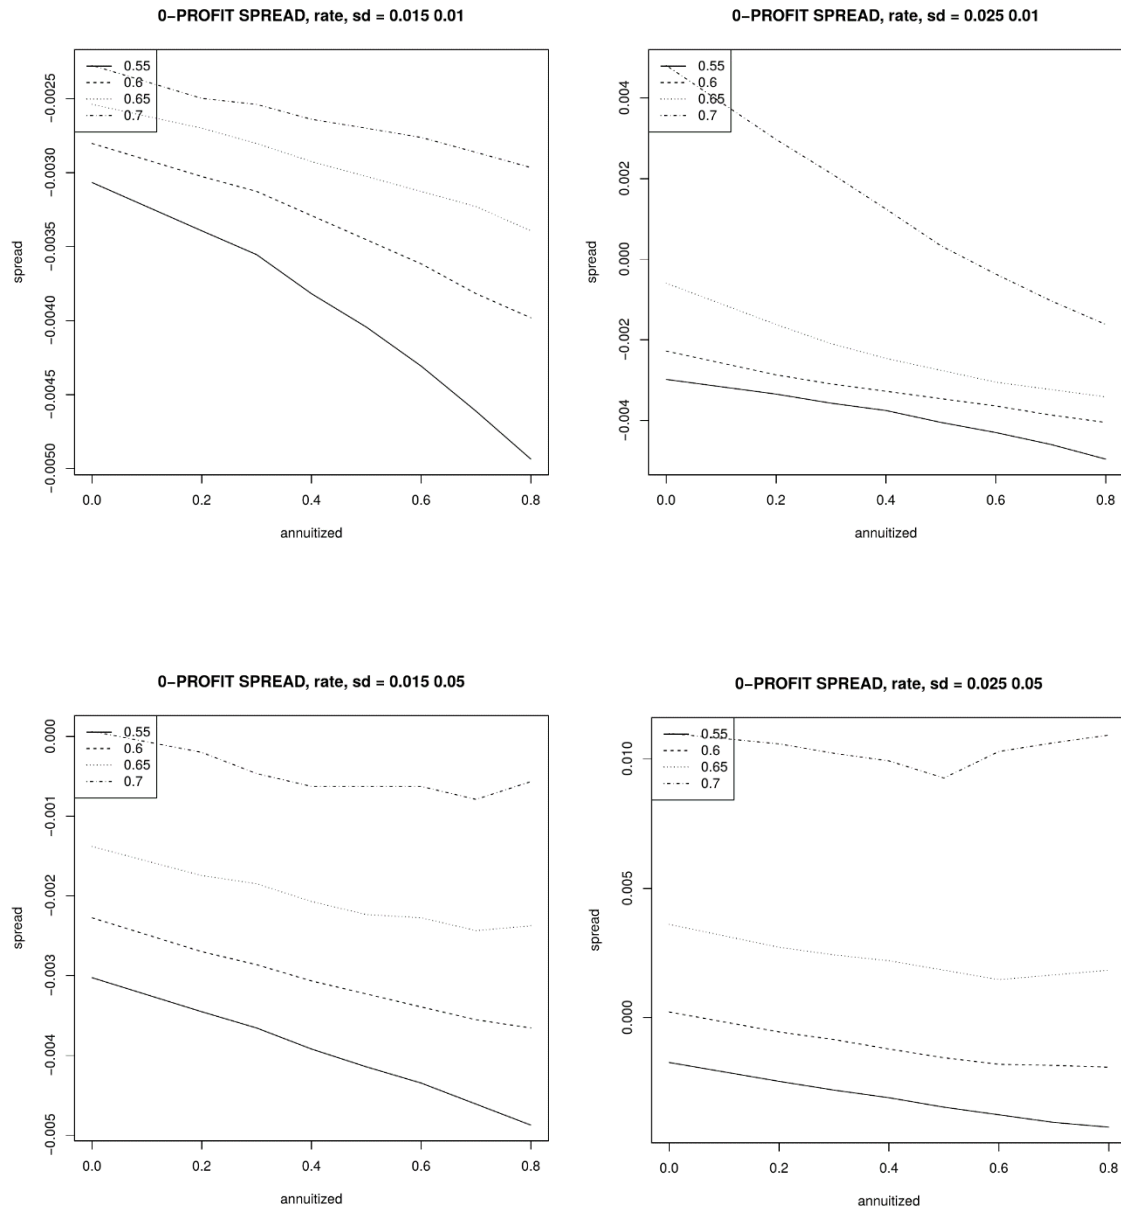 0−PROFIT SPREAD, rate, sd = 0.015 0.01
0.55
0.6
0.65
0.7
spread
−0.0025
−0.0030
−0.0035
−0.0040
−0.0045
−0.0050
0.0 0.2 0.4 0.6 0.8
annuitized
0−PROFIT SPREAD, rate, sd = 0.025 0.01
0.55
0.6
0.65
0.7
spread
0.004
0.002
0.000
−0.002
−0.004
0.0 0.2 0.4 0.6 0.8
annuitized
0−PROFIT SPREAD, rate, sd = 0.015 0.05
0.55
0.6
0.65
0.7
spread
0.000
−0.001
−0.002
−0.003
−0.004
−0.005
0.0 0.2 0.4 0.6 0.8
annuitized
0−PROFIT SPREAD, rate, sd = 0.025 0.05
0.55
0.6
0.65
0.7
spread
0.010
0.005
0.000
0.0 0.2 0.4 0.6 0.8
annuitized